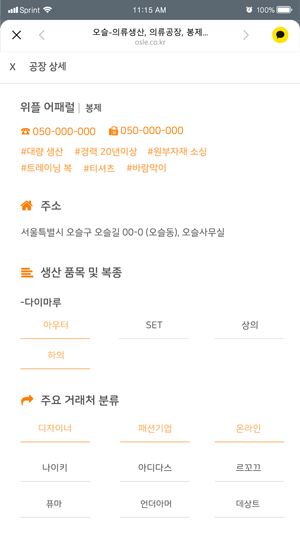 Sprint 11:15 AM 100%
오슬-의류생산, 의류공장, 봉제...
osle.co.kr
X 공장 상세
위플 어패럴 | 봉제
050-000-000 050-000-000
#대량 생산 #경력 20년이상 #원부자재 소싱
#트레이닝 복 #티셔츠 #바람막이
주소
서울특별시 오슬구 오슬길 00-0 (오슬동), 오슬사무실
생산 품목 및 복종
-다이마루
아우터 SET 상의
하의
주요 거래처 분류
디자이너 패션기업 온라인
나이키 아디다스 르꼬끄
퓨마 언더아머 데상트